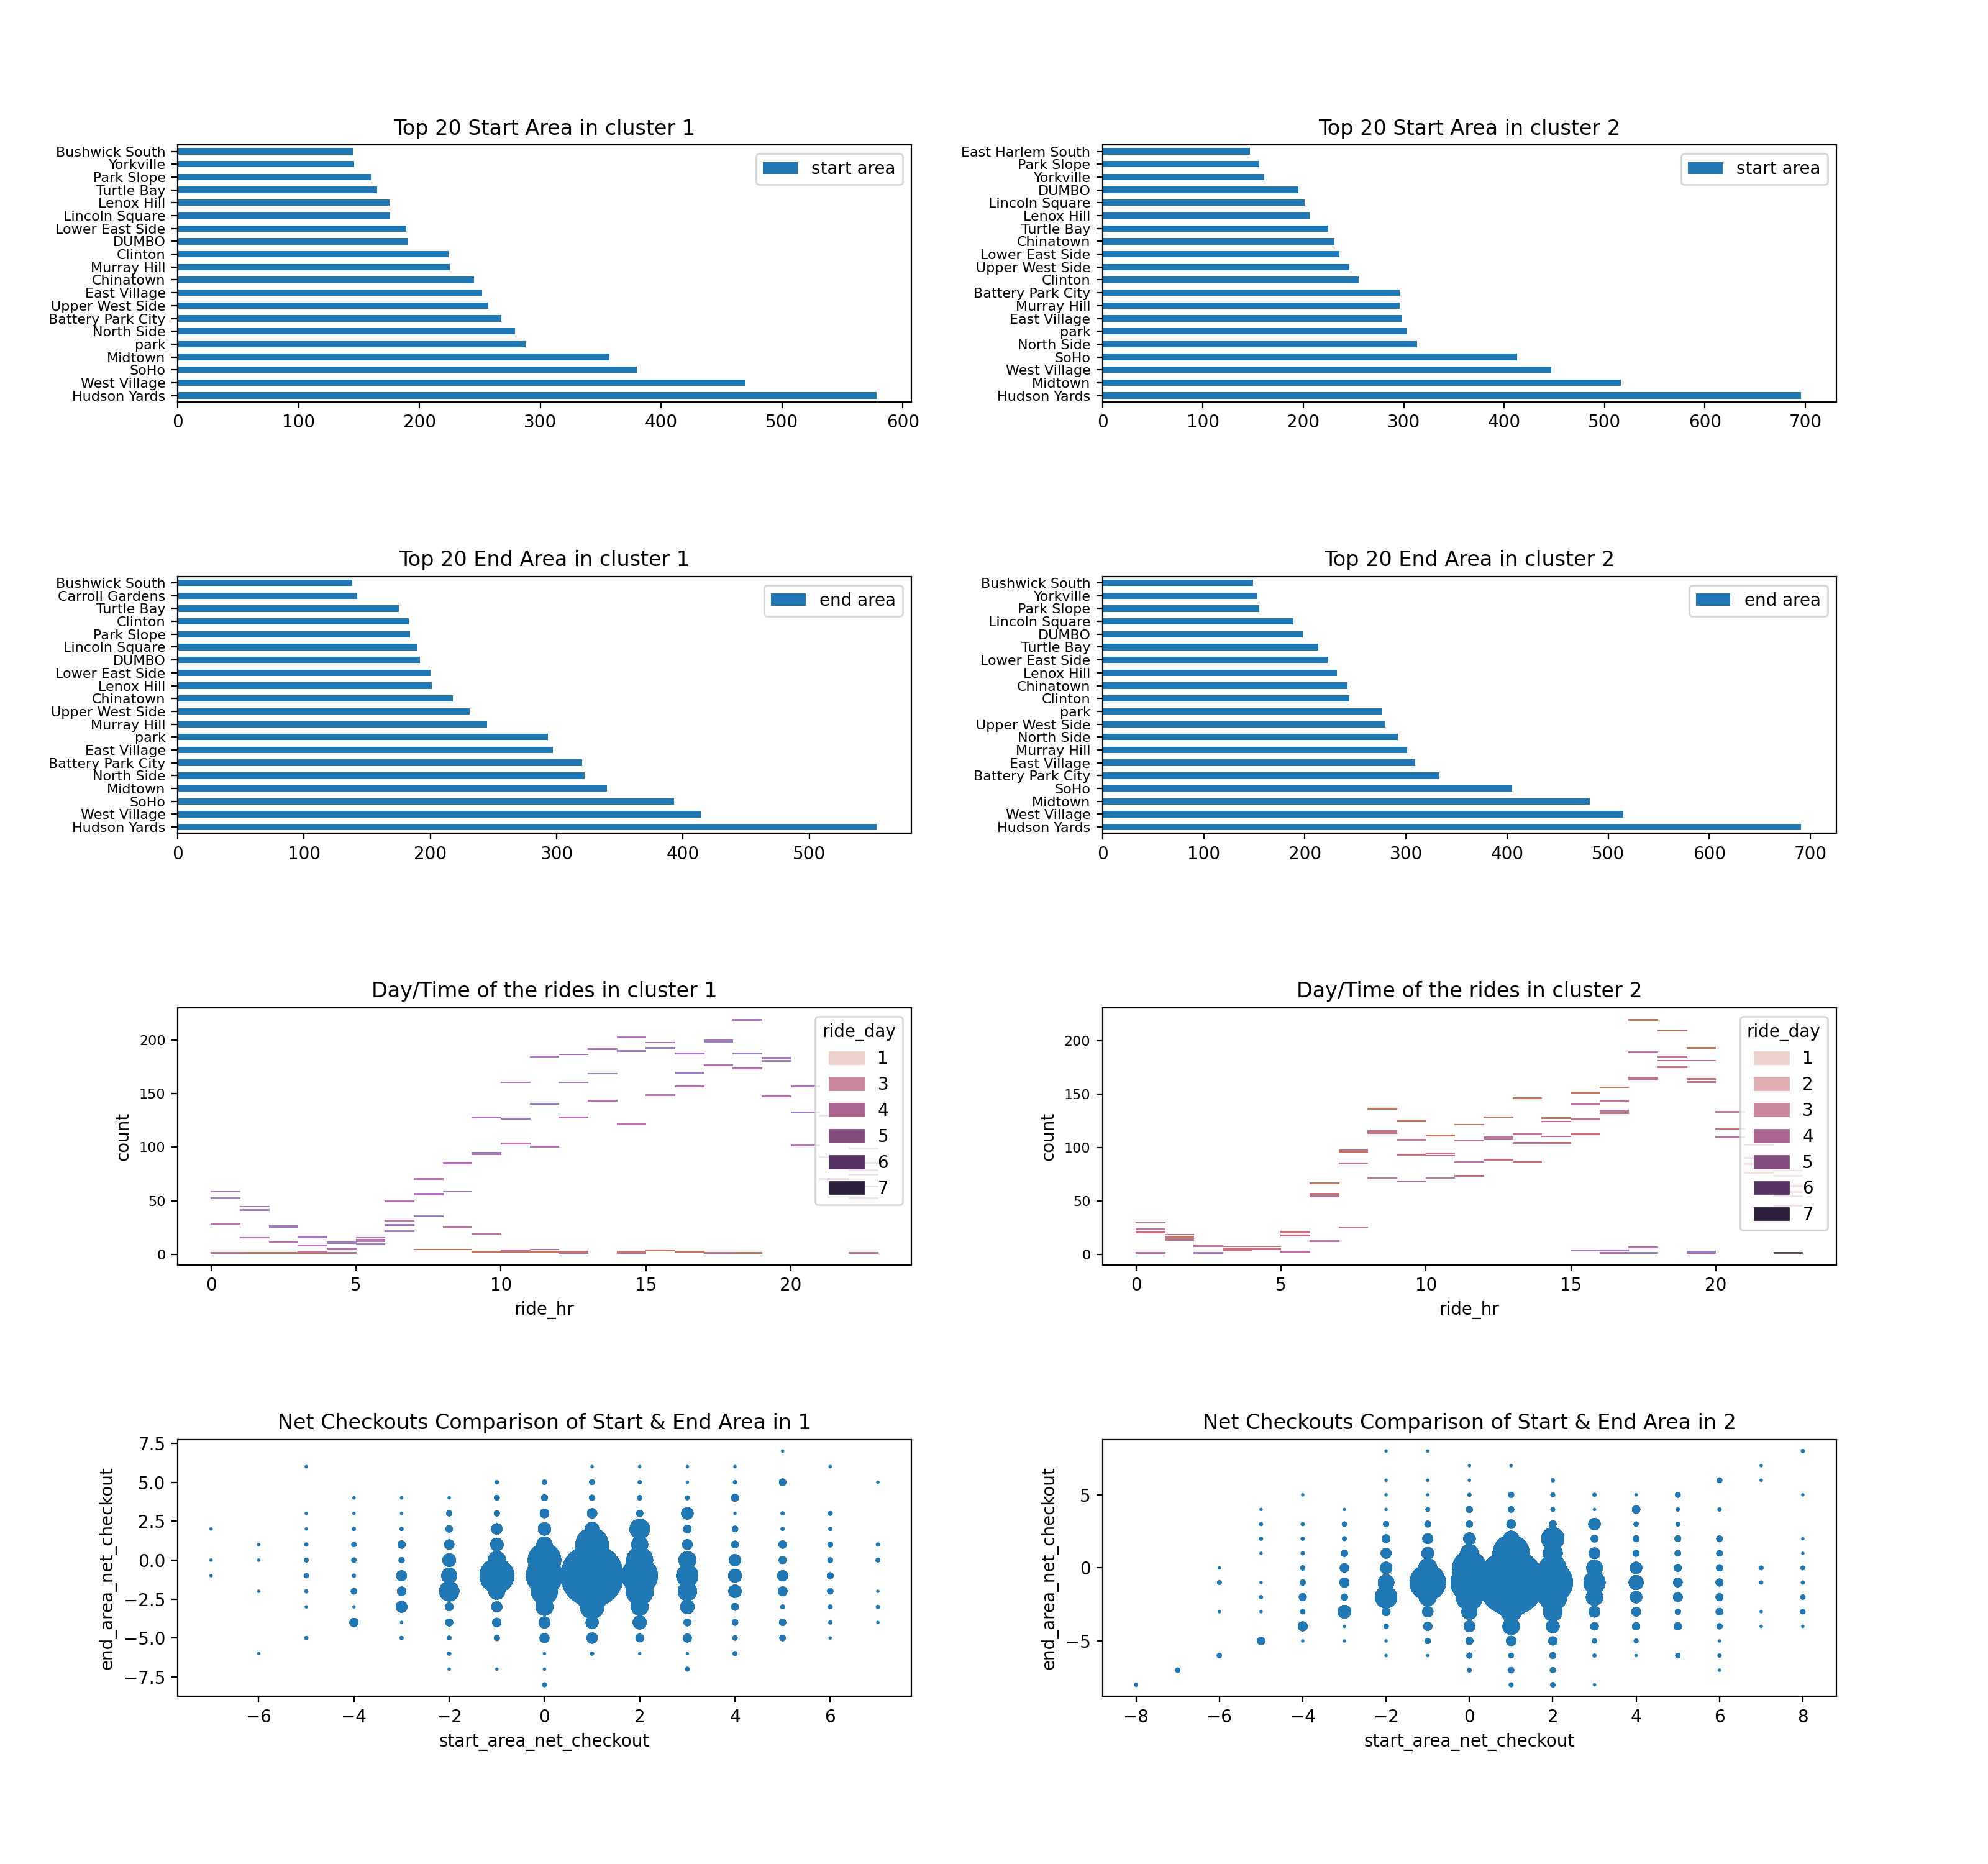 Top 20 Start Area in cluster 1
Bushwick South
Yorkville
Park Slope
Turtle Bay
Lenox Hill
Lincoln Square
Lower East Side
DUMBO
Clinton
Murray Hill
Chinatown
East Village
Upper West Side
Battery Park City
North Side
park
Midtown
SoHo
West Village
Hudson Yards
start area
0 100 200 300 400 500 600
Top 20 Start Area in cluster 2
East Harlem South
Park Slope
Yorkville
DUMBO
Lincoln Square
Lenox Hill
Turtle Bay
Chinatown
Lower East Side
Upper West Side
Clinton
Battery Park City
Murray Hill
East Village
park
North Side
SoHo
West Village
Midtown
Hudson Yards
start area
0 100 200 300 400 500 600 700
Top 20 End Area in cluster 1
Bushwick South
Carroll Gardens
Turtle Bay
Clinton
Park Slope
Lincoln Square
DUMBO
Lower East Side
Lenox Hill
Chinatown
Upper West Side
Murray Hill
park
East Village
Battery Park City
North Side
Midtown
SoHo
West Village
Hudson Yards
end area
0 100 200 300 400 500
Top 20 End Area in cluster 2
Bushwick South
Yorkville
Park Slope
Lincoln Square
DUMBO
Turtle Bay
Lower East Side
Lenox Hill
Chinatown
Clinton
park
Upper West Side
North Side
Murray Hill
East Village
Battery Park City
SoHo
Midtown
West Village
Hudson Yards
end area
0 100 200 300 400 500 600 700
Day/Time of the rides in cluster 1
count
200
150
100
50
0
ride_day
1
3
4
5
6
7
0 5 10 15 20
ride_hr
Day/Time of the rides in cluster 2
count
200
150
100
50
0
ride_day
1
2
3
4
5
6
7
0 5 10 15 20
ride_hr
Net Checkouts Comparison of Start & End Area in 1
end_area_net_checkout
7.5
5.0
2.5
0.0
−2.5
−5.0
−7.5
−6 −4 −2 0 2 4 6
start_area_net_checkout
Net Checkouts Comparison of Start & End Area in 2
end_area_net_checkout
5
0
−5
−8 −6 −4 −2 0 2 4 6 8
start_area_net_checkout